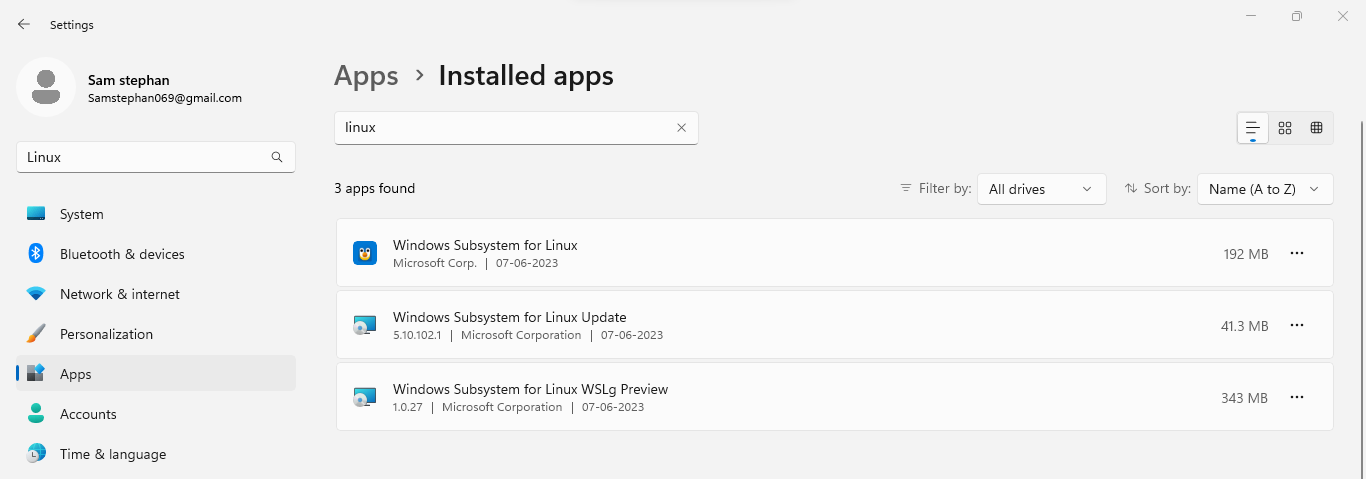 Settings
Sam stephan
Samstephan069@gmail.com
Linux
System
Bluetooth & devices
Network & internet
Personalization
Apps
Accounts
Time & language
Apps > Installed apps
linux
3 apps found
Filter by: All drives
Sort by: Name (A to Z)
Windows Subsystem for Linux
Microsoft Corp. | 07-06-2023
192 MB
Windows Subsystem for Linux Update
5.10.102.1 | Microsoft Corporation | 07-06-2023
41.3 MB
Windows Subsystem for Linux WSLg Preview
1.0.27 | Microsoft Corporation | 07-06-2023
343 MB